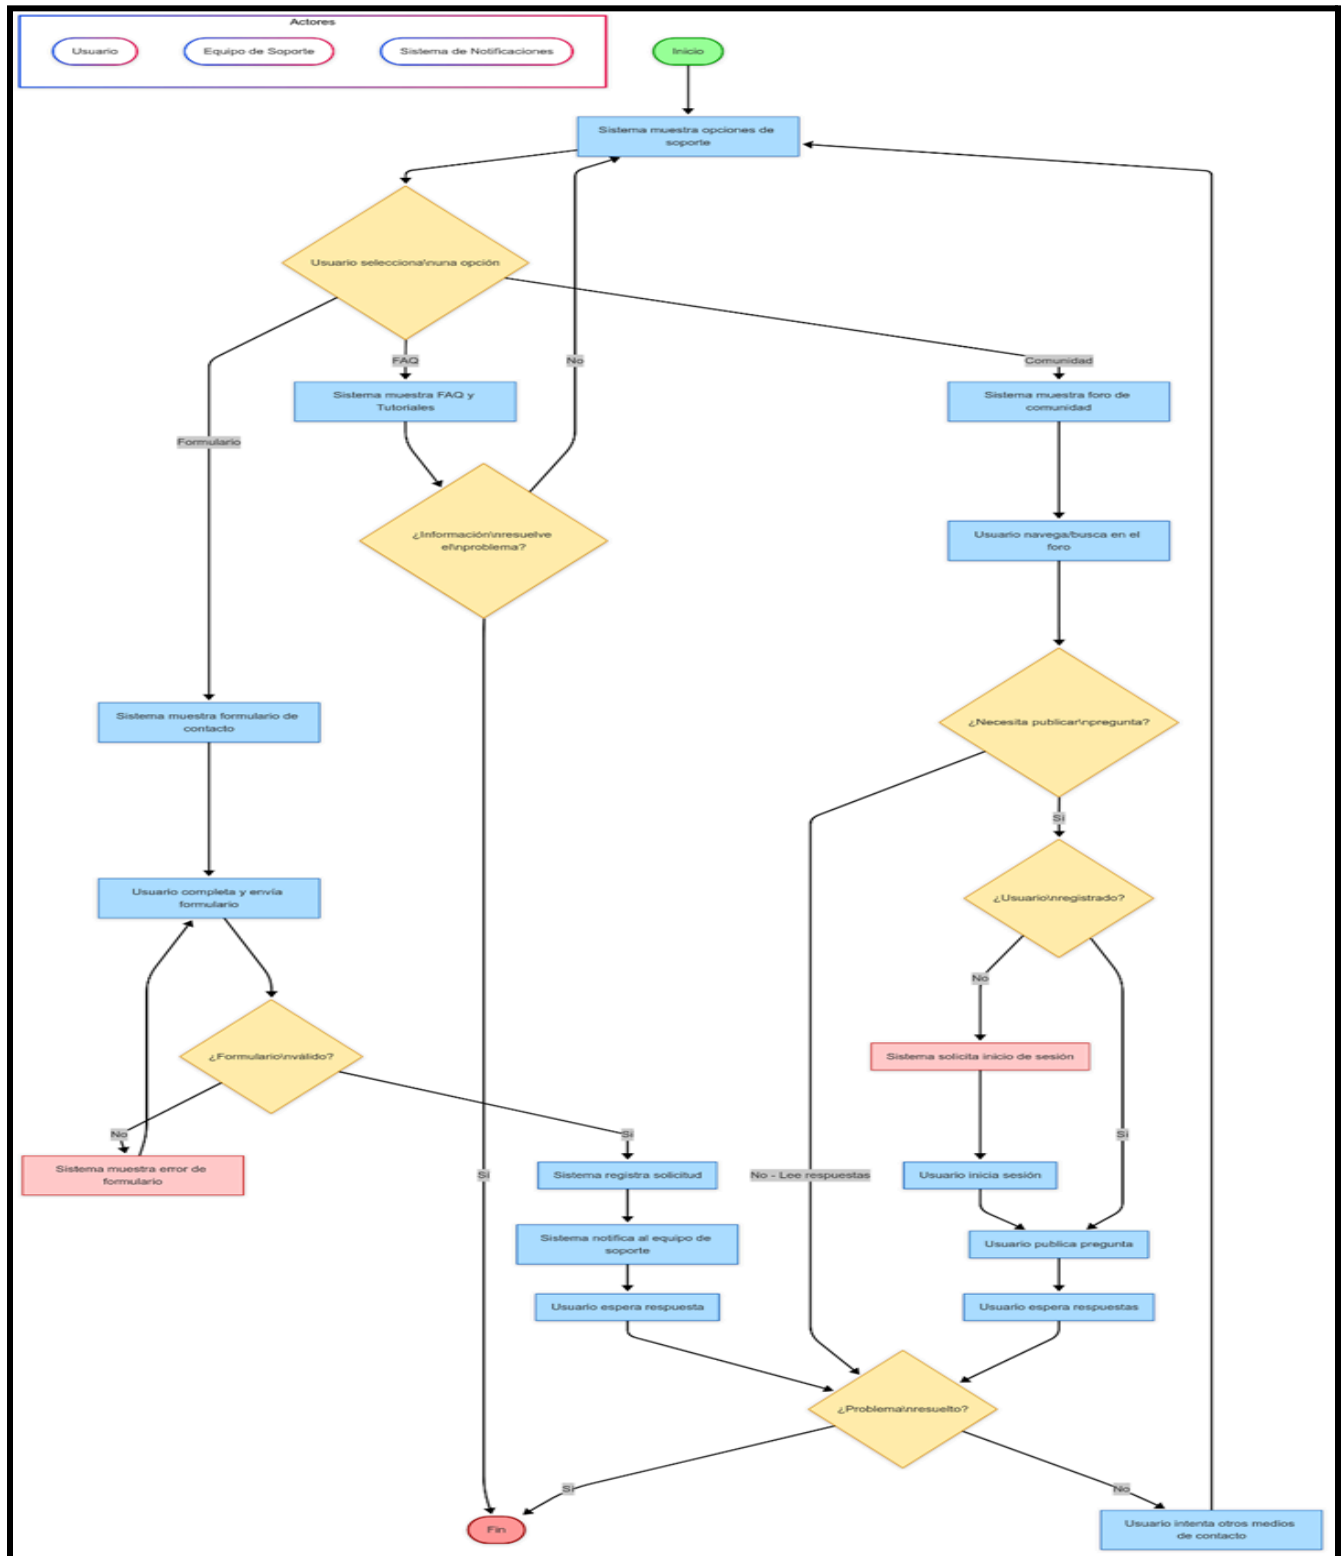 Actores
Usuario
Equipo de Soporte
Sistema de Notificaciones
Inicio
Sistema muestra opciones de
soporte
Usuario selecciona\nuna opción
FAQ
No
Comunidad
Sistema muestra FAQ y
Tutoriales
Sistema muestra foro de
comunidad
Formulario
¿Información\nresuelve
el\nproblema?
Usuario navega/busca en el
foro
Sistema muestra formulario de
contacto
¿Necesita publicar\npregunta?
Sí
Usuario completa y envía
formulario
¿Usuario\nregistrado?
No
¿Formulario\nválido?
Sistema solicita inicio de sesión
No
Sí
Sí
Sistema muestra error de
formulario
Sí
Sistema registra solicitud
No - Lee respuestas
Usuario inicia sesión
Sistema notifica al equipo de
soporte
Usuario publica pregunta
Usuario espera respuesta
Usuario espera respuestas
¿Problema\nresuelto?
Sí
No
Fin
Usuario intenta otros medios
de contacto